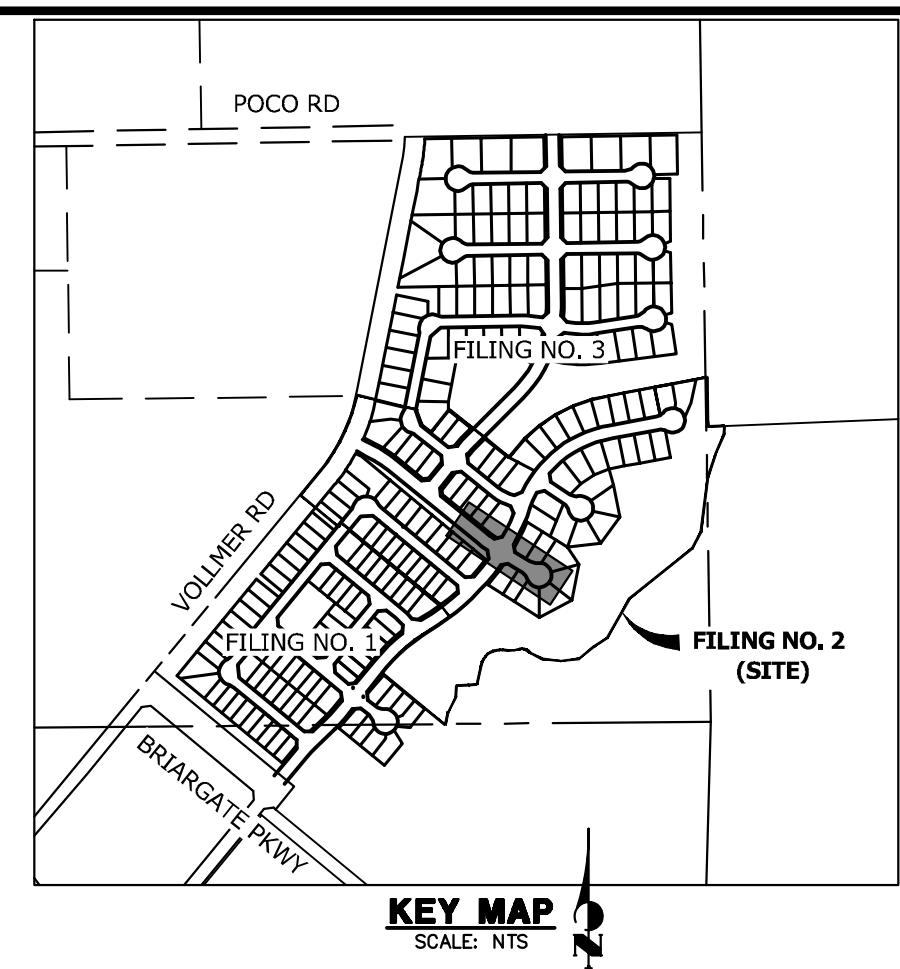 POCO RD
FILING NO. 3
VOLLMER RD
FILING NO. 1
FILING NO. 2
(SITE)
BRIARGATE PKWY
KEY MAP
SCALE: NTS
N